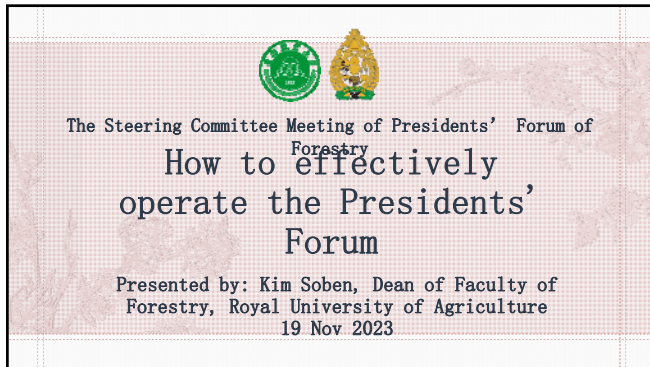 The Steering Committee Meeting of Presidents’ Forum of
Forestry
How to effectively
operate the Presidents’
Forum
Presented by: Kim Soben, Dean of Faculty of
Forestry, Royal University of Agriculture
19 Nov 2023